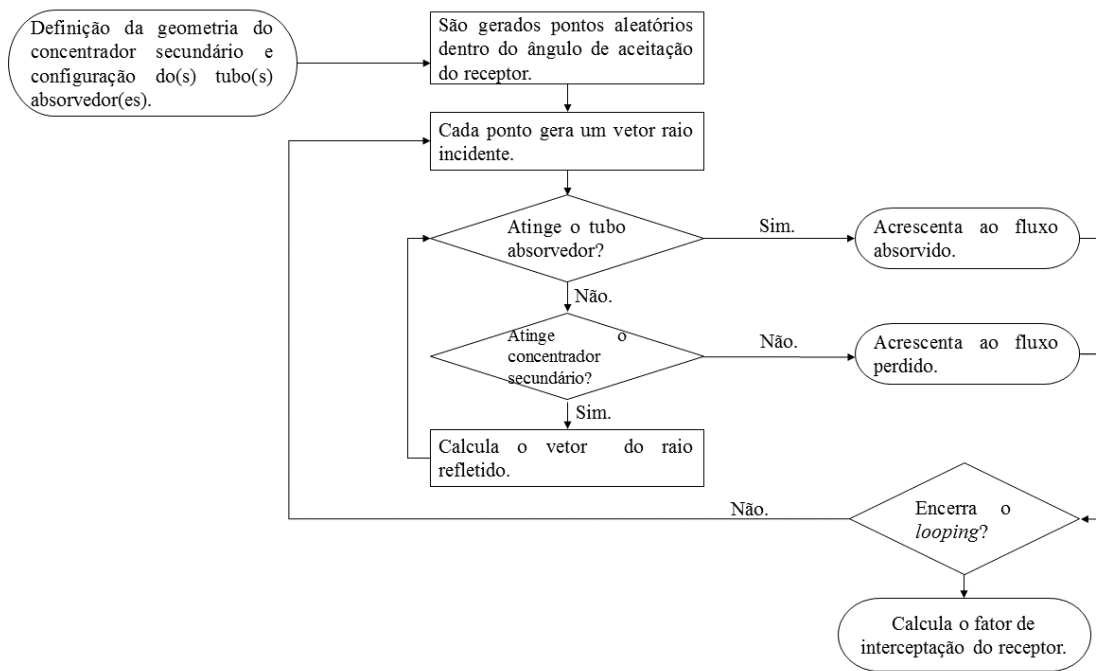 Definição da geometria do
concentrador secundário e
configuração do(s) tubo(s)
absorvedor(es).
São gerados pontos aleatórios
dentro do ângulo de aceitação
do receptor.
Cada ponto gera um vetor raio
incidente.
Atinge o tubo
absorvedor?
Sim.
Acrescenta ao fluxo
absorvido.
Não.
Atinge o
concentrador
secundário?
Não.
Acrescenta ao fluxo
perdido.
Sim.
Calcula o vetor do raio
refletido.
Encerra o
looping?
Não.
Calcula o fator de
interceptação do receptor.